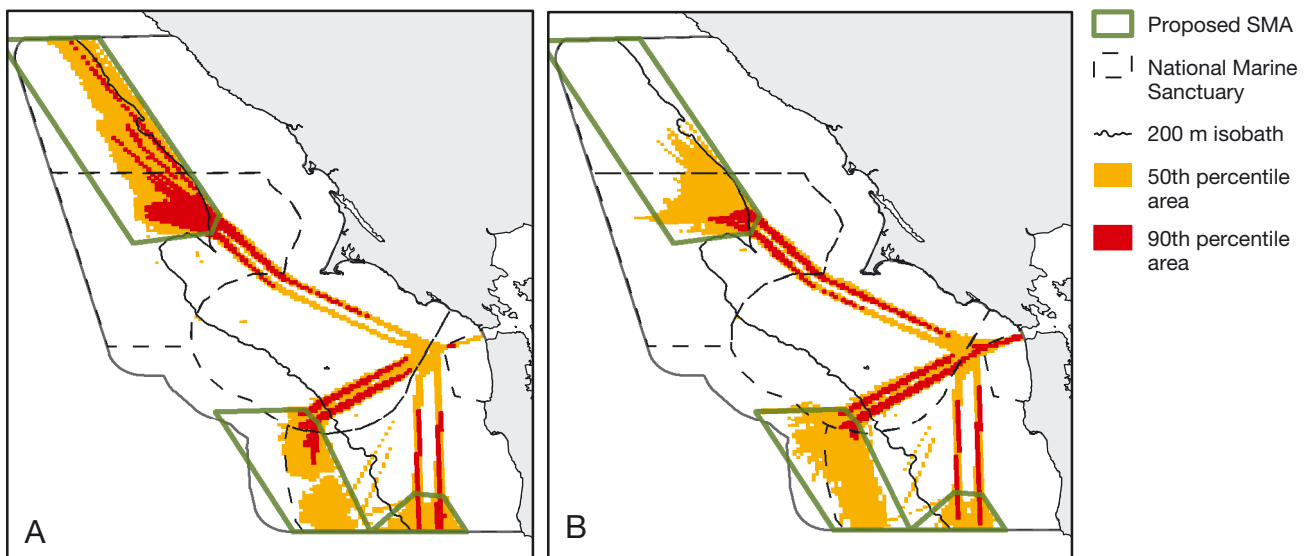 Proposed SMA
National Marine
Sanctuary
200 m isobath
50th percentile
area
90th percentile
area
A
B